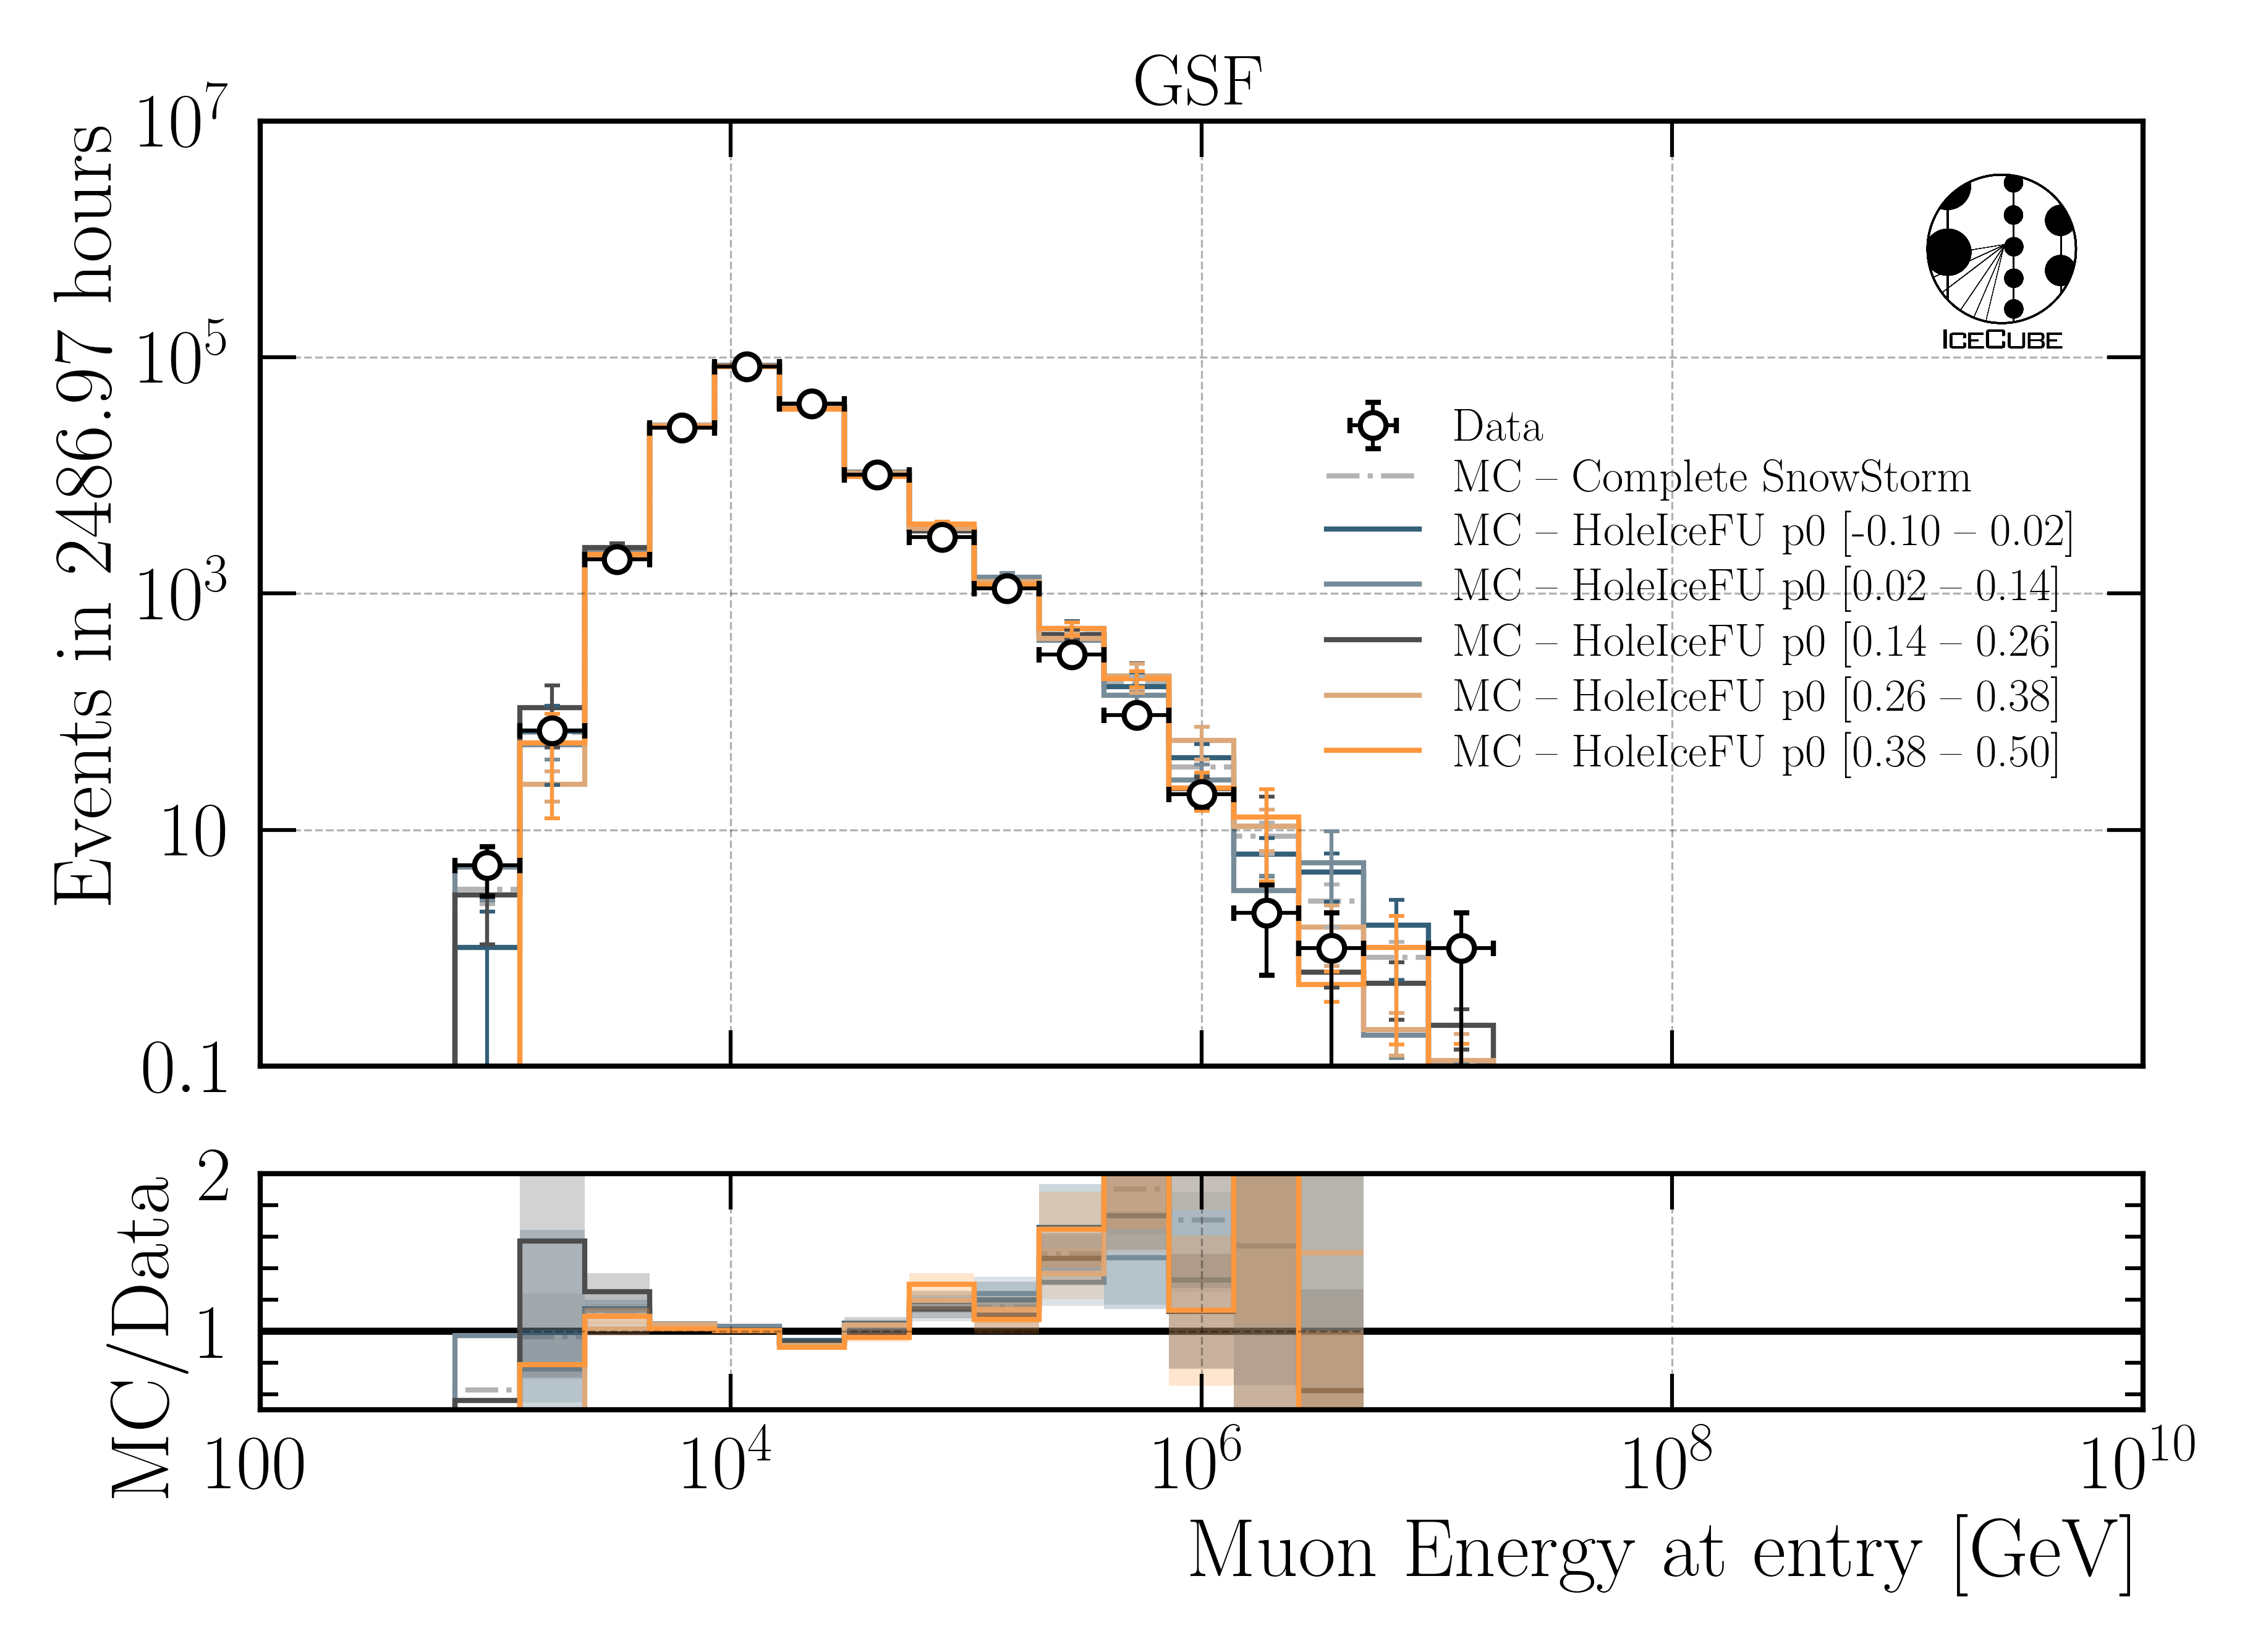 GSF
10^7
10^5
10^3
10
0.1
Events in 2486.97 hours
ICECUBE
Data
MC – Complete SnowStorm
MC – HoleIceFU p0 [-0.10 – 0.02]
MC – HoleIceFU p0 [0.02 – 0.14]
MC – HoleIceFU p0 [0.14 – 0.26]
MC – HoleIceFU p0 [0.26 – 0.38]
MC – HoleIceFU p0 [0.38 – 0.50]
2
1
MC/Data
100 10^4 10^6 10^8 10^10
Muon Energy at entry [GeV]